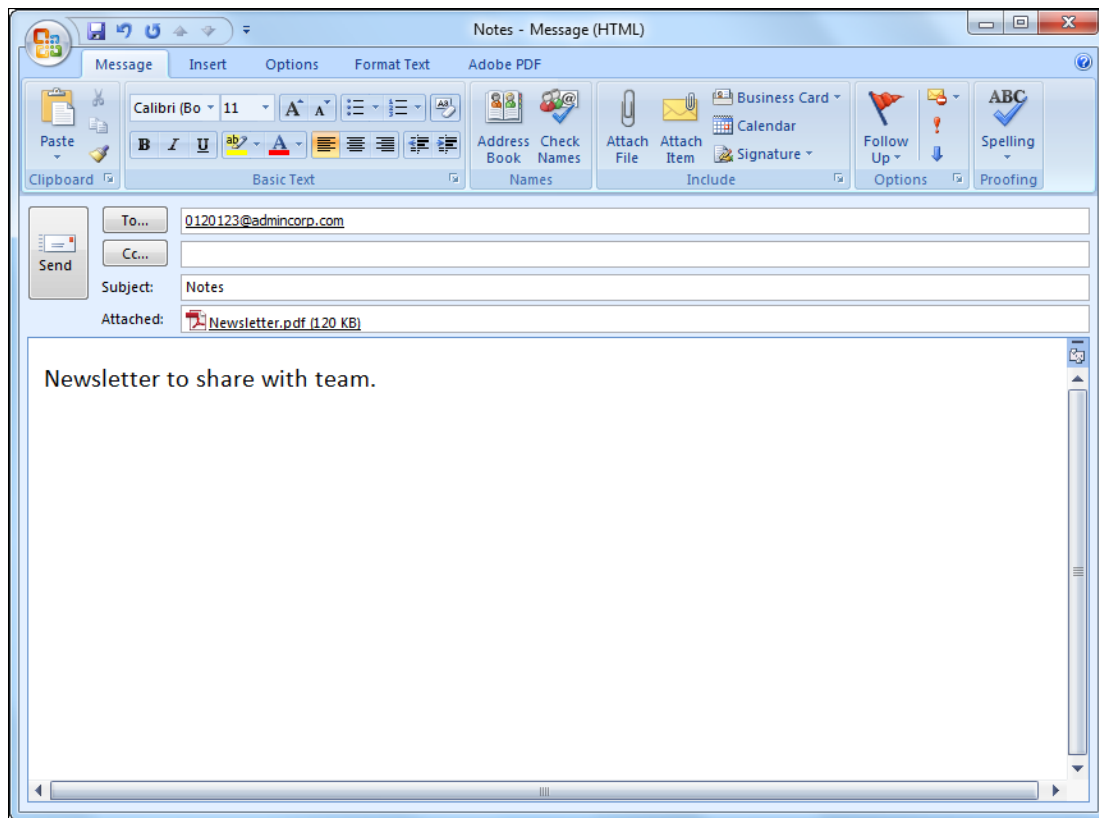 Notes - Message (HTML)
Message Insert Options Format Text Adobe PDF
Paste
Clipboard
Calibri (Bo 11 A A
B I U ab A
Basic Text
Address Book
Check Names
Names
Attach File
Attach Item
Business Card
Calendar
Signature
Include
Follow Up
Options
ABC
Spelling
Proofing
Send
To... 0120123@admincorp.com
Cc...
Subject: Notes
Attached: Newsletter.pdf (120 KB)
Newsletter to share with team.